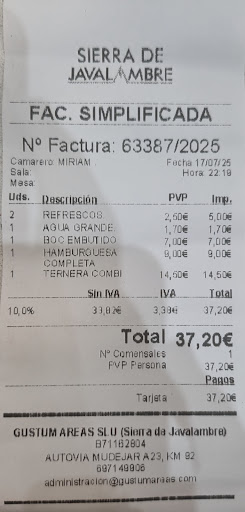 SIERRA DE
JAVALAMBRE
FAC. SIMPLIFICADA
Nº Factura: 63387/2025
Camarero: MIRIAM Fecha 17/07/25
Sala: Hora: 22:19
Mesa:
Uds. Descripción PVP Imp.
2 REFRESCOS 2,50€ 5,00€
1 AGUA GRANDE 1,70€ 1,70€
1 BOC EMBUTIDO 7,00€ 7,00€
1 HAMBURGUESA 9,00€ 9,00€
COMPLETA
1 TERNERA COMBI 14,50€ 14,50€
Sin IVA IVA Total
10,0% 33,82€ 3,38€ 37,20€
Total 37,20€
Nº Comensales 1
PVP Persona 37,20€
Pagos
Tarjeta 37,20€
GUSTUM AREAS SLU (Sierra de Javalambre)
B71162804
AUTOVIA MUDEJAR A23, KM 92
697149906
administracion@gustumareas.com